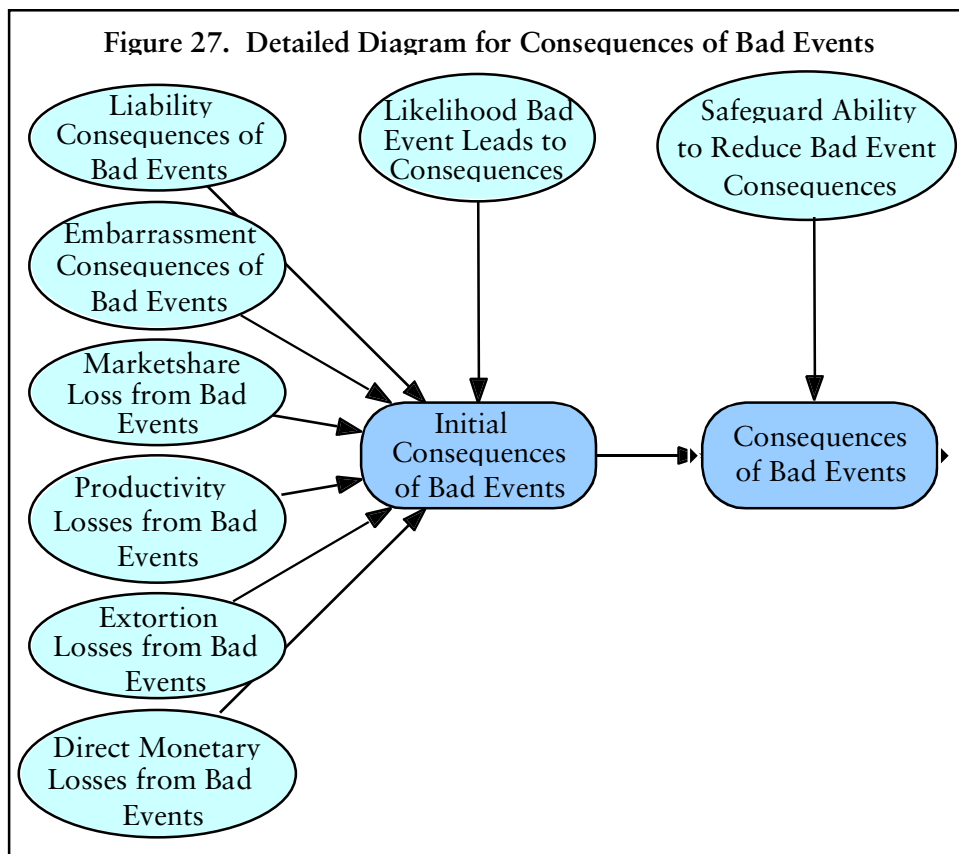 Figure 27.  Detailed Diagram for Consequences of Bad Events
Liability
Consequences of
Bad Events
Likelihood Bad
Event Leads to
Consequences
Safeguard Ability
to Reduce Bad Event
Consequences
Embarrassment
Consequences of
Bad Events
Marketshare
Loss from Bad
Events
Initial
Consequences
of Bad Events
Consequences
of Bad Events
Productivity
Losses from Bad
Events
Extortion
Losses from Bad
Events
Direct Monetary
Losses from Bad
Events